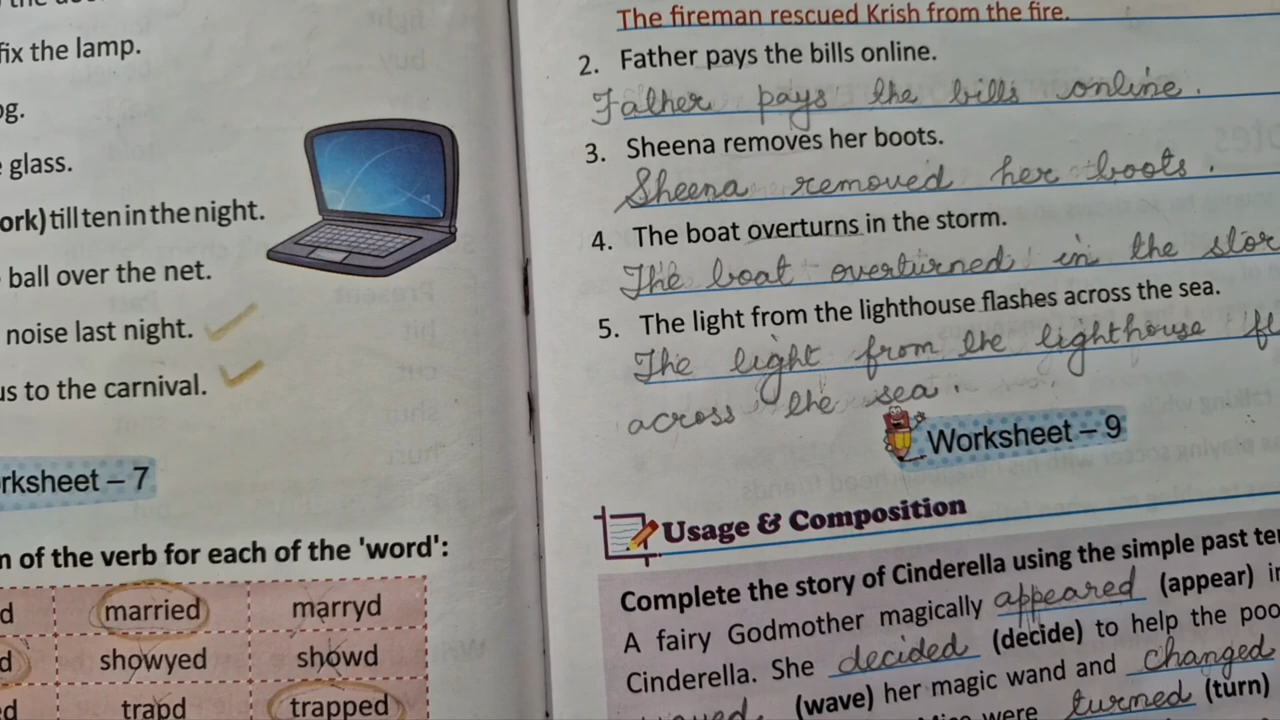 fix the lamp.
glass.
ork) till ten in the night.
ball over the net.
noise last night.
us to the carnival.
rksheet – 7
n of the verb for each of the 'word':
d married marryd
d showyed showd
ed trapd trapped
The fireman rescued Krish from the fire.
2. Father pays the bills online.
Father pays the bills online.
3. Sheena removes her boots.
Sheena removed her boots.
4. The boat overturns in the storm.
The boat overturned in the stor
5. The light from the lighthouse flashes across the sea.
The light from the lighthouse fl
across the sea.
Worksheet – 9
Usage & Composition
Complete the story of Cinderella using the simple past te
A fairy Godmother magically appeared (appear) in
Cinderella. She decided (decide) to help the poo
(wave) her magic wand and changed
were turned (turn)